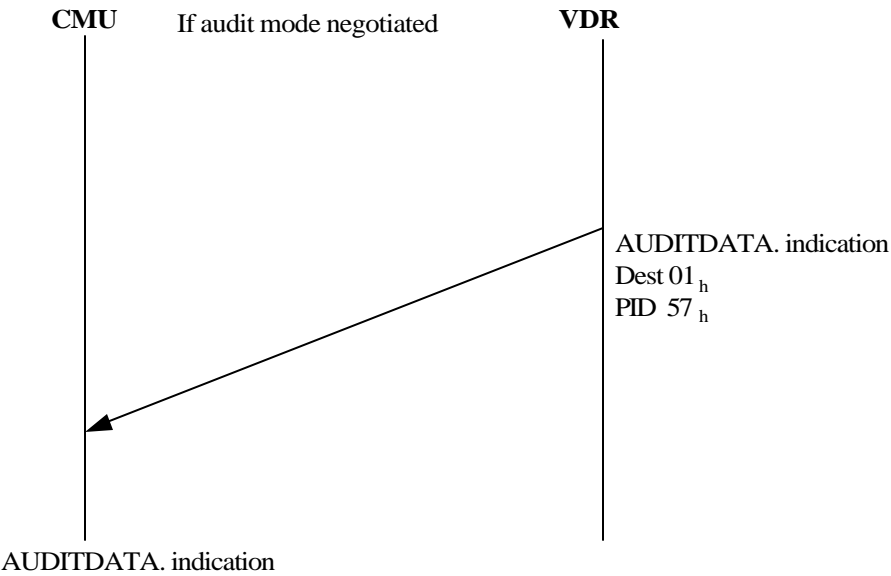 CMU If audit mode negotiated VDR
AUDITDATA. indication
Dest 01 h
PID 57 h
AUDITDATA. indication